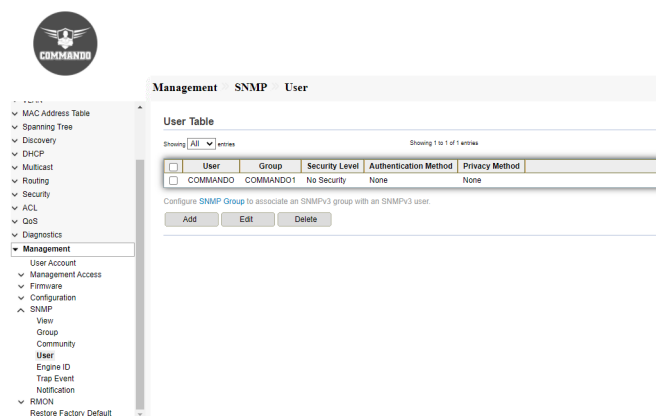 COMMANDO
Management SNMP User
VLAN
MAC Address Table
Spanning Tree
Discovery
DHCP
Multicast
Routing
Security
ACL
QoS
Diagnostics
Management
User Account
Management Access
Firmware
Configuration
SNMP
View
Group
Community
User
Engine ID
Trap Event
Notification
RMON
Restore Factory Default
User Table
Showing All entries Showing 1 to 1 of 1 entries
User Group Security Level Authentication Method Privacy Method
COMMANDO COMMANDO1 No Security None None
Configure SNMP Group to associate an SNMPv3 group with an SNMPv3 user.
Add Edit Delete